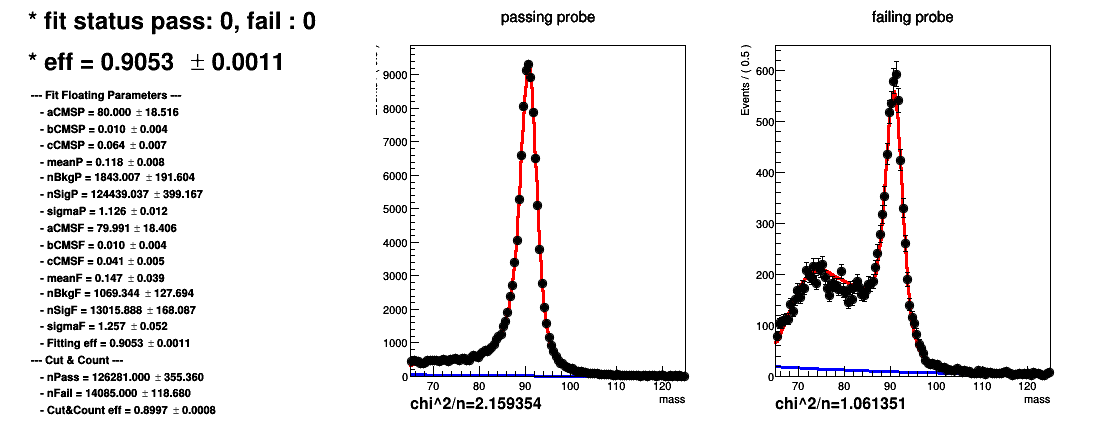 * fit status pass: 0, fail : 0
* eff = 0.9053 ± 0.0011
--- Fit Floating Parameters ---
- aCMSP = 80.000 ± 18.516
- bCMSP = 0.010 ± 0.004
- cCMSP = 0.064 ± 0.007
- meanP = 0.118 ± 0.008
- nBkgP = 1843.007 ± 191.604
- nSigP = 124439.037 ± 399.167
- sigmaP = 1.126 ± 0.012
- aCMSF = 79.991 ± 18.406
- bCMSF = 0.010 ± 0.004
- cCMSF = 0.041 ± 0.005
- meanF = 0.147 ± 0.039
- nBkgF = 1069.344 ± 127.694
- nSigF = 13015.888 ± 168.087
- sigmaF = 1.257 ± 0.052
- Fitting eff = 0.9053 ± 0.0011
--- Cut & Count ---
- nPass = 126281.000 ± 355.360
- nFail = 14085.000 ± 118.680
- Cut&Count eff = 0.8997 ± 0.0008
passing probe
9000
8000
7000
6000
5000
4000
3000
2000
1000
0
70 80 90 100 110 120
mass
chi^2/n=2.159354
failing probe
Events / ( 0.5 )
600
500
400
300
200
100
0
70 80 90 100 110 120
mass
chi^2/n=1.061351